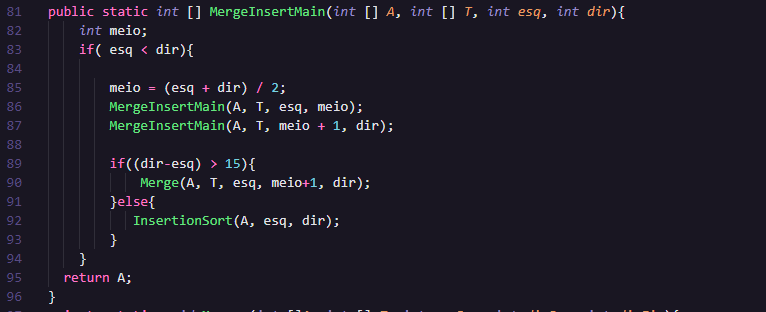 81 public static int [] MergeInsertMain(int [] A, int [] T, int esq, int dir){
82 int meio;
83 if( esq < dir){
84
85 meio = (esq + dir) / 2;
86 MergeInsertMain(A, T, esq, meio);
87 MergeInsertMain(A, T, meio + 1, dir);
88
89 if((dir-esq) > 15){
90 Merge(A, T, esq, meio+1, dir);
91 }else{
92 InsertionSort(A, esq, dir);
93 }
94 }
95 return A;
96 }